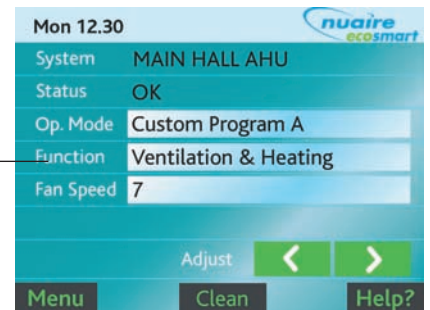 Mon 12.30
nuaire
ecosmart
System MAIN HALL AHU
Status OK
Op. Mode Custom Program A
Function Ventilation & Heating
Fan Speed 7
Adjust < >
Menu Clean Help?